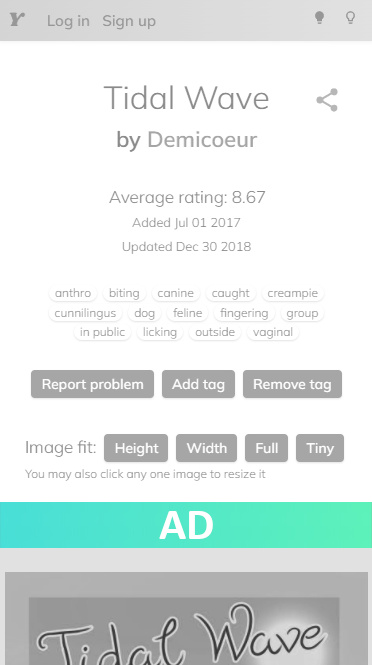 Log in Sign up
Tidal Wave
by Demicoeur
Average rating: 8.67
Added Jul 01 2017
Updated Dec 30 2018
anthro biting canine caught creampie
cunnilingus dog feline fingering group
in public licking outside vaginal
Report problem Add tag Remove tag
Image fit: Height Width Full Tiny
You may also click any one image to resize it
AD
Tidal Wave